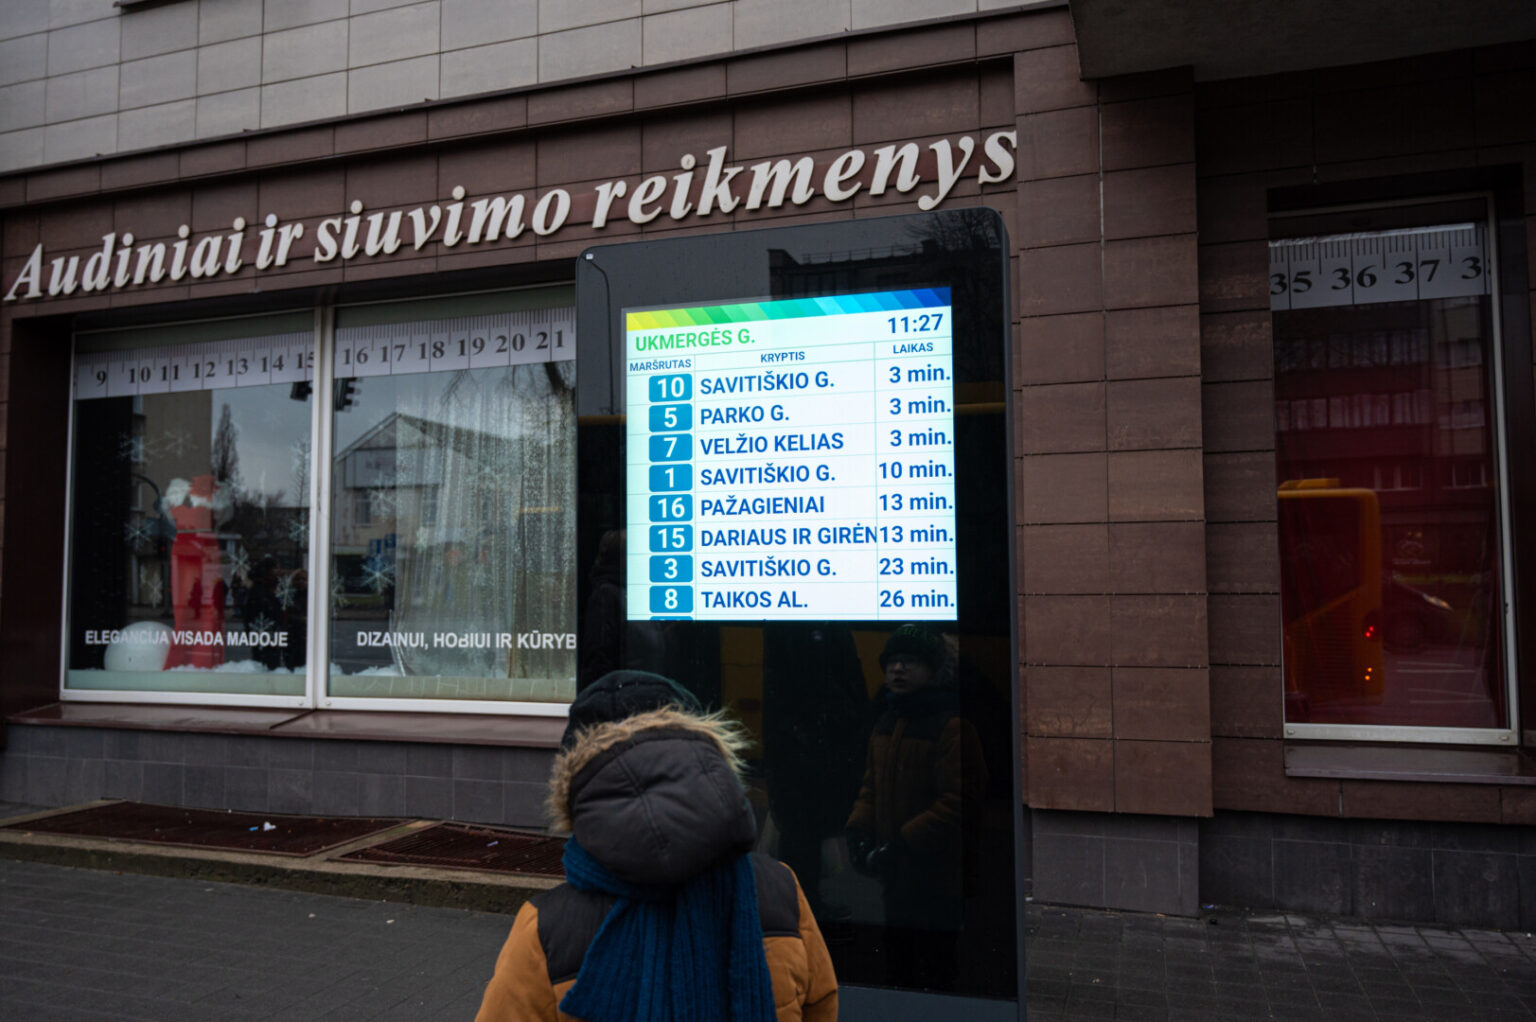 Audiniai ir siuvimo reikmenys
9 10 11 12 13 14 15 16 17 18 19 20 21
35 36 37 3
UKMERGĖS G. 11:27
MARŠRUTAS KRYPTIS LAIKAS
10 SAVITIŠKIO G. 3 min.
5 PARKO G. 3 min.
7 VELŽIO KELIAS 3 min.
1 SAVITIŠKIO G. 10 min.
16 PAŽAGIENIAI 13 min.
15 DARIAUS IR GIRĖN 13 min.
3 SAVITIŠKIO G. 23 min.
8 TAIKOS AL. 26 min.
ELEGANCIJA VISADA MADOJE
DIZAINUI, HOBIUI IR KŪRYB